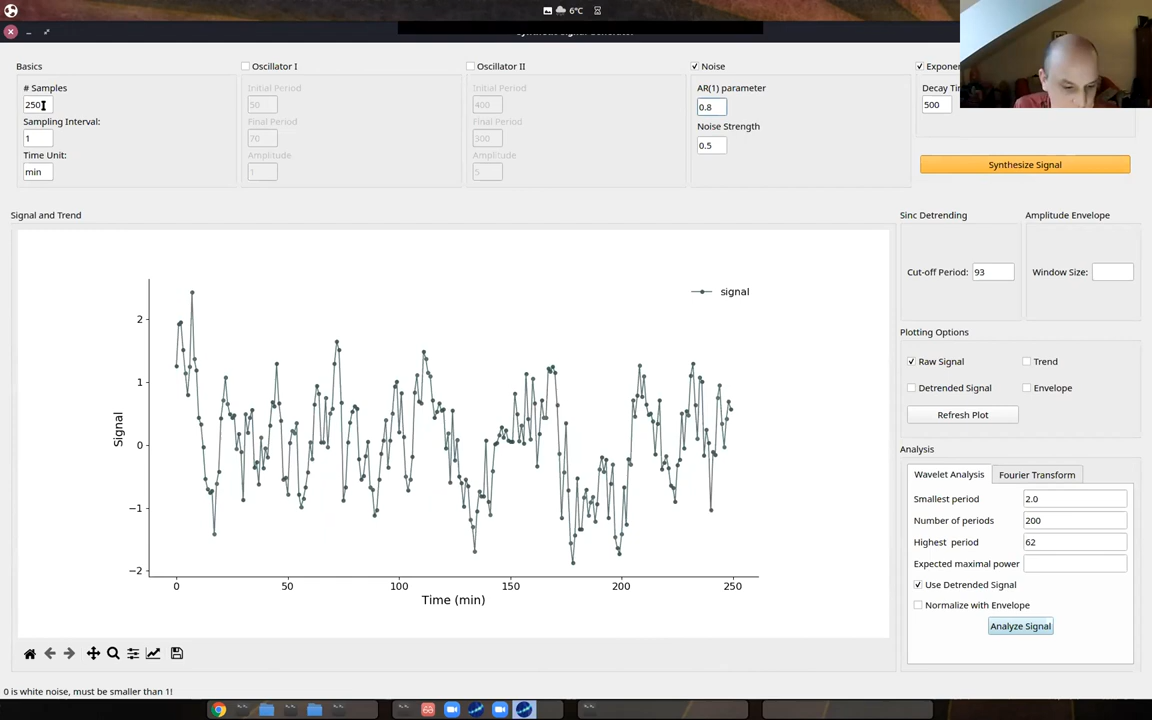 6°C
Synthetic Signal Generator
Basics
# Samples
250
Sampling Interval:
1
Time Unit:
min
Oscillator I
Initial Period
50
Final Period
70
Amplitude
1
Oscillator II
Initial Period
400
Final Period
300
Amplitude
5
Noise
AR(1) parameter
0.8
Noise Strength
0.5
Expone
Decay Ti
500
Synthesize Signal
Signal and Trend
signal
2
1
0
−1
−2
Signal
0 50 100 150 200 250
Time (min)
Sinc Detrending
Cut-off Period: 93
Amplitude Envelope
Window Size:
Plotting Options
Raw Signal Trend
Detrended Signal Envelope
Refresh Plot
Analysis
Wavelet Analysis Fourier Transform
Smallest period 2.0
Number of periods 200
Highest period 62
Expected maximal power
Use Detrended Signal
Normalize with Envelope
Analyze Signal
0 is white noise, must be smaller than 1!